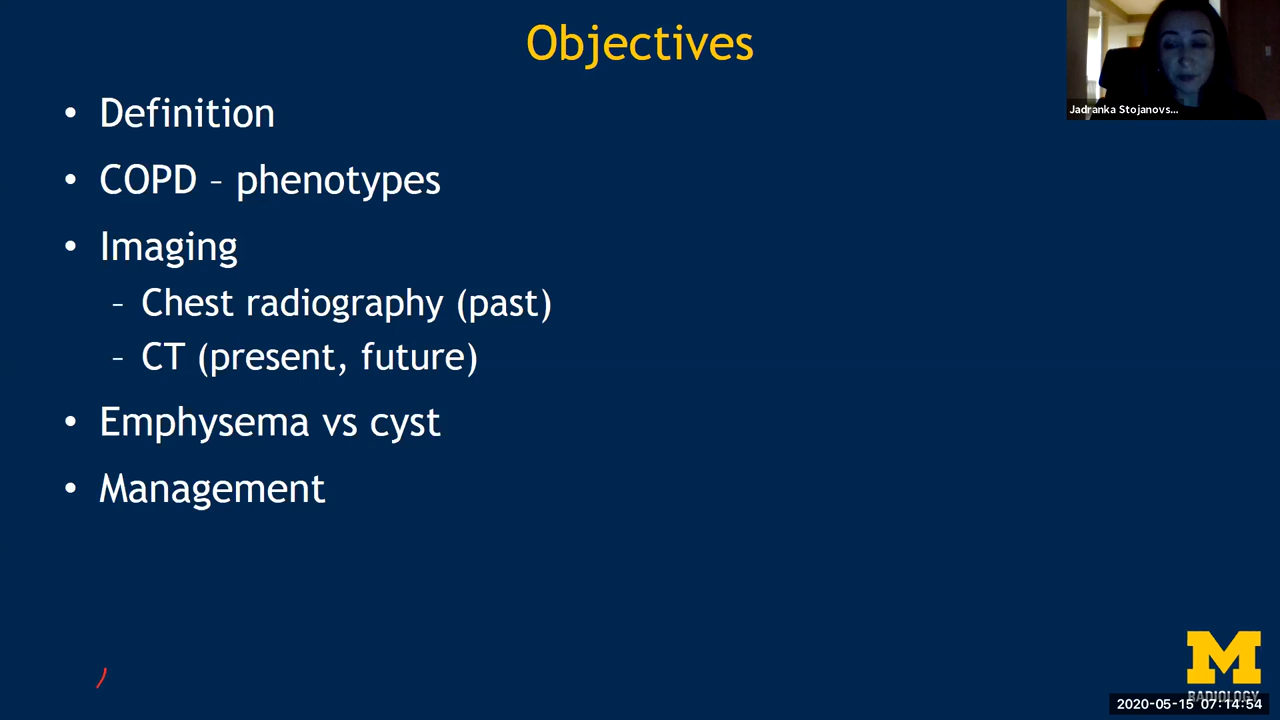 Objectives
Jadranka Stojanovs...
• Definition
• COPD – phenotypes
• Imaging
– Chest radiography (past)
– CT (present, future)
• Emphysema vs cyst
• Management
M
RADIOLOGY
2020-05-15 07:14:54